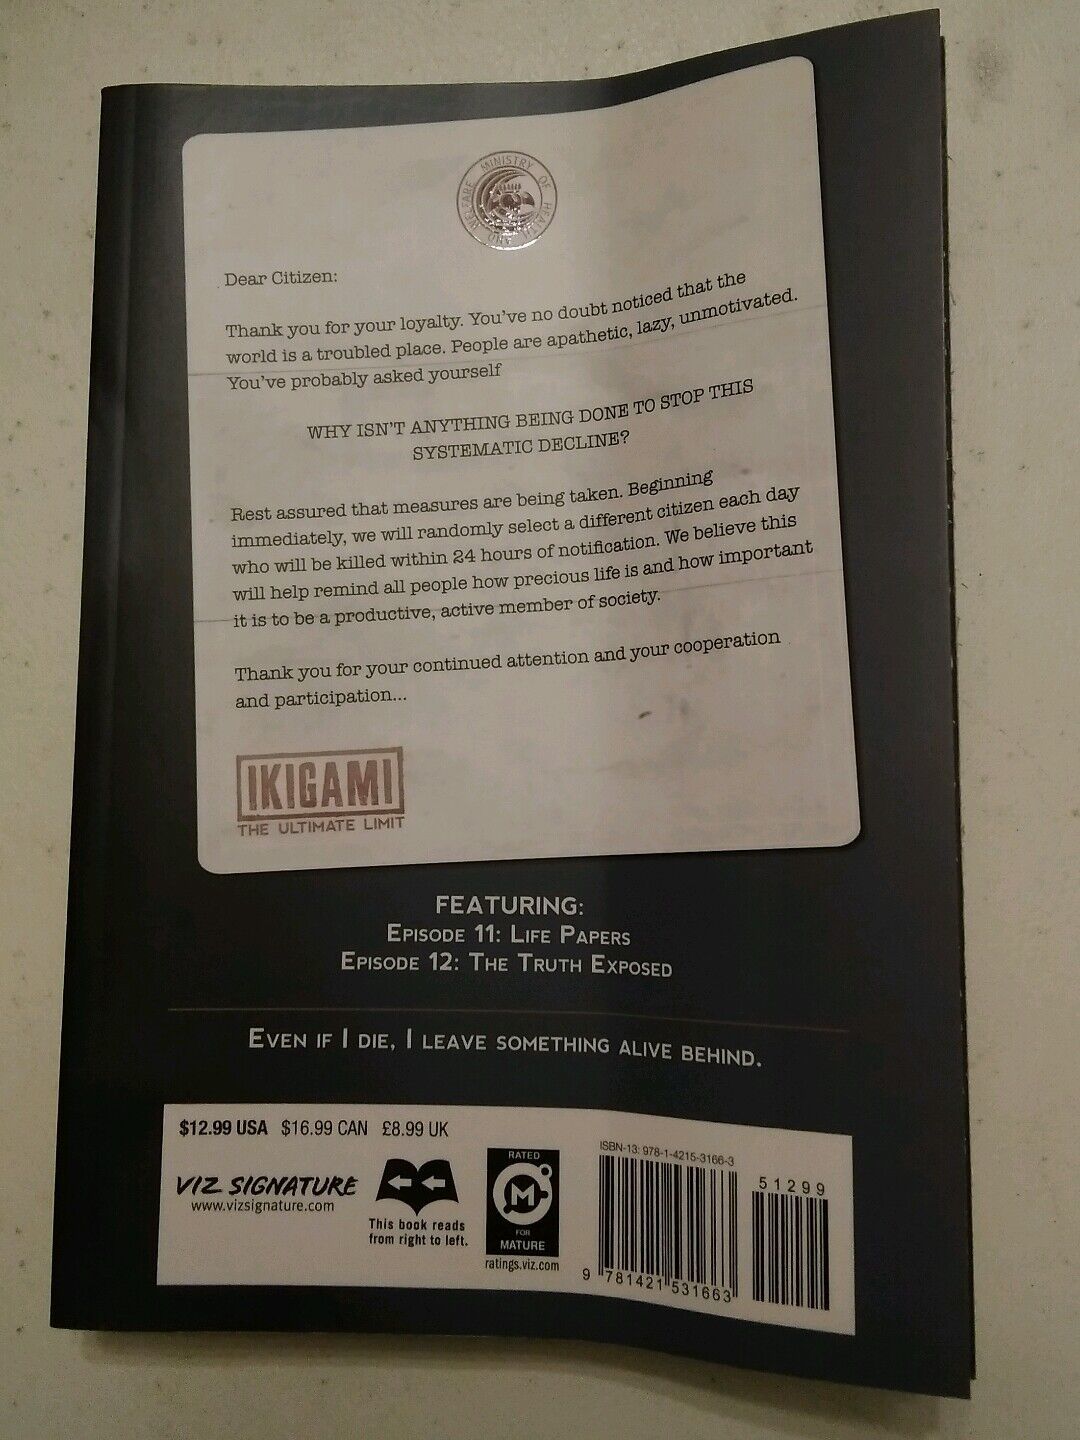 MINISTRY OF HEALTH AND WELFARE
Dear Citizen:
Thank you for your loyalty. You've no doubt noticed that the
world is a troubled place. People are apathetic, lazy, unmotivated.
You've probably asked yourself
WHY ISN'T ANYTHING BEING DONE TO STOP THIS
SYSTEMATIC DECLINE?
Rest assured that measures are being taken. Beginning
immediately, we will randomly select a different citizen each day
who will be killed within 24 hours of notification. We believe this
will help remind all people how precious life is and how important
it is to be a productive, active member of society.
Thank you for your continued attention and your cooperation
and participation...
IKIGAMI
THE ULTIMATE LIMIT
FEATURING:
EPISODE 11: LIFE PAPERS
EPISODE 12: THE TRUTH EXPOSED
EVEN IF I DIE, I LEAVE SOMETHING ALIVE BEHIND.
$12.99 USA $16.99 CAN £8.99 UK
VIZ SIGNATURE
www.vizsignature.com
This book reads
from right to left.
RATED
M
FOR
MATURE
ratings.viz.com
ISBN-13: 978-1-4215-3166-3
51299
9 781421 531663